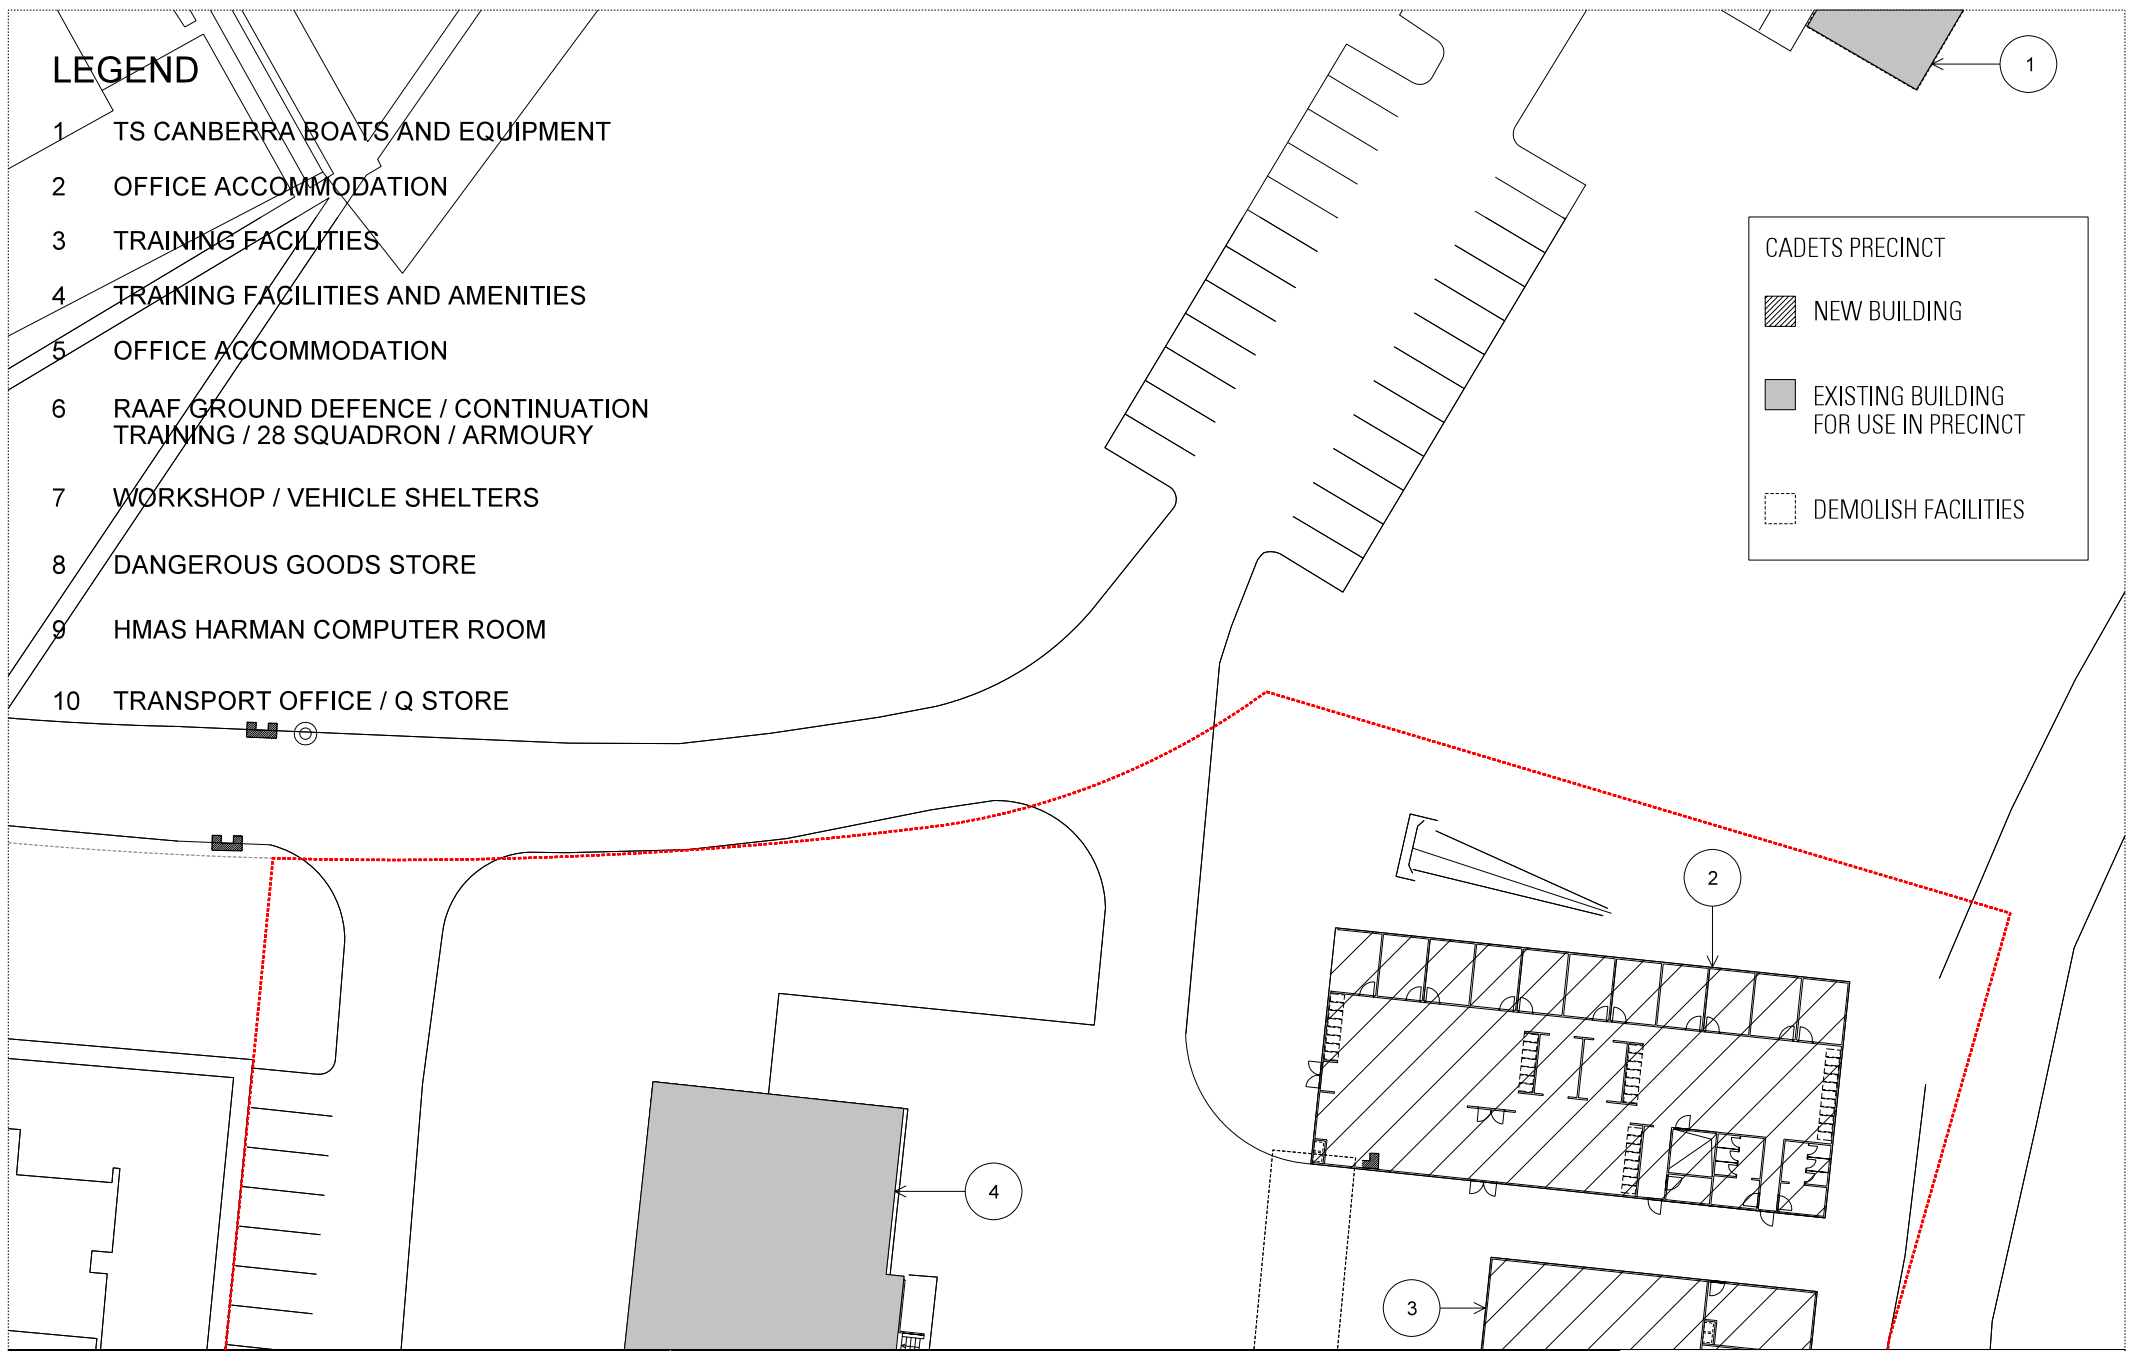 LEGEND
1 TS CANBERRA BOATS AND EQUIPMENT
2 OFFICE ACCOMMODATION
3 TRAINING FACILITIES
4 TRAINING FACILITIES AND AMENITIES
5 OFFICE ACCOMMODATION
6 RAAF GROUND DEFENCE / CONTINUATION
TRAINING / 28 SQUADRON / ARMOURY
7 WORKSHOP / VEHICLE SHELTERS
8 DANGEROUS GOODS STORE
9 HMAS HARMAN COMPUTER ROOM
10 TRANSPORT OFFICE / Q STORE
1
CADETS PRECINCT
NEW BUILDING
EXISTING BUILDING
FOR USE IN PRECINCT
DEMOLISH FACILITIES
2
4
3